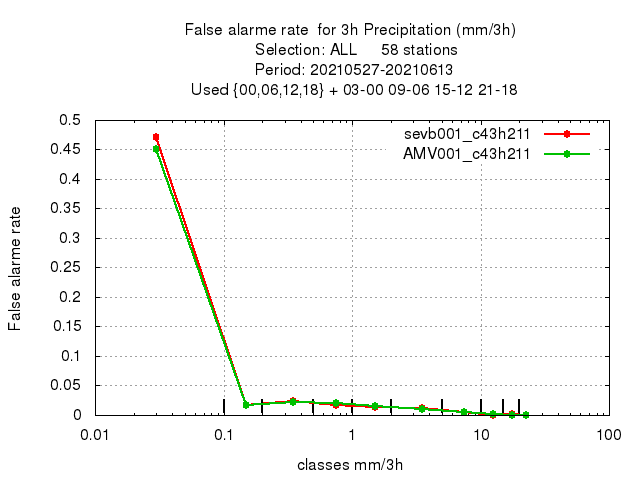 False alarme rate  for 3h Precipitation (mm/3h)
Selection: ALL     58 stations
Period: 20210527-20210613
Used {00,06,12,18} + 03-00 09-06 15-12 21-18
sevb001_c43h211
AMV001_c43h211
0.5
0.45
0.4
0.35
0.3
0.25
0.2
0.15
0.1
0.05
0
False alarme rate
0.01 0.1 1 10 100
classes mm/3h